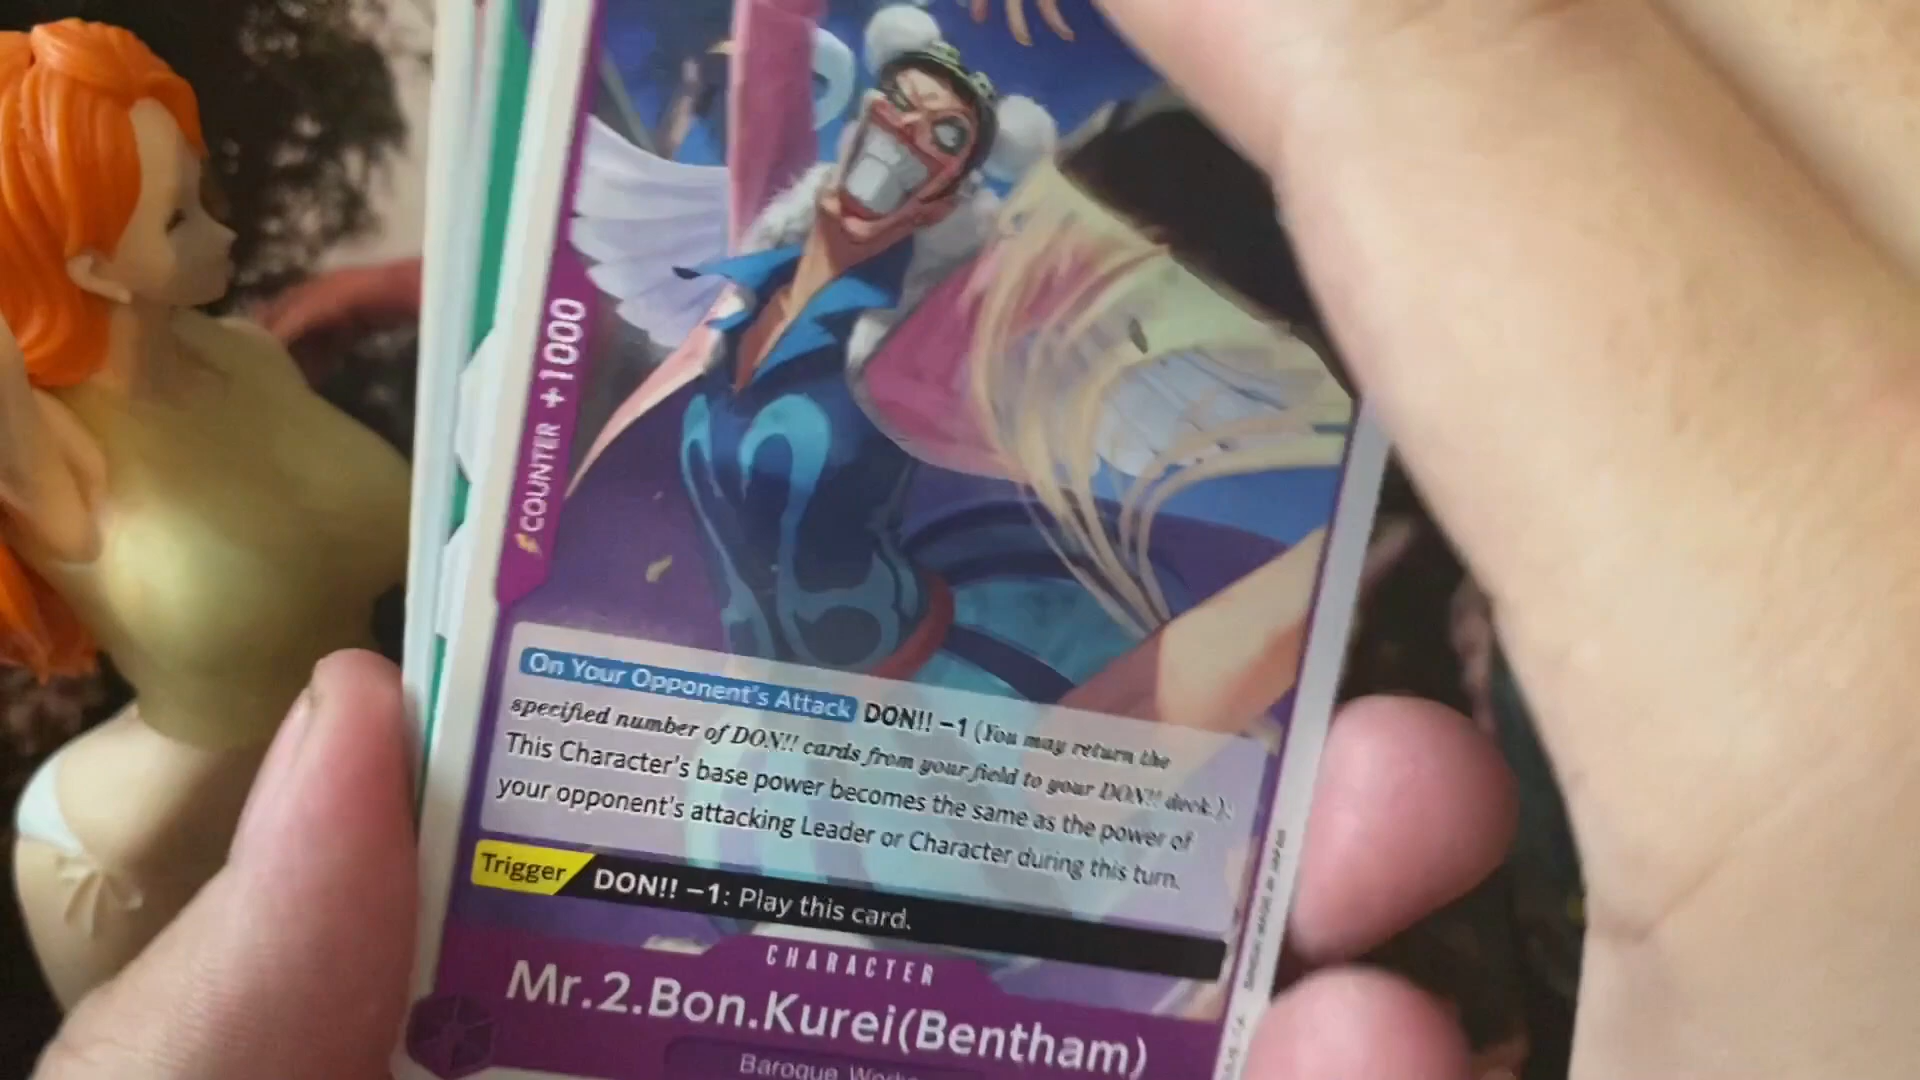 COUNTER +1000
On Your Opponent's Attack DON!! −1 (You may return the
specified number of DON!! cards from your field to your DON!! deck.):
This Character's base power becomes the same as the power of
your opponent's attacking Leader or Character during this turn.
Trigger DON!! −1: Play this card.
CHARACTER
Mr.2.Bon.Kurei(Bentham)
Baroque Works